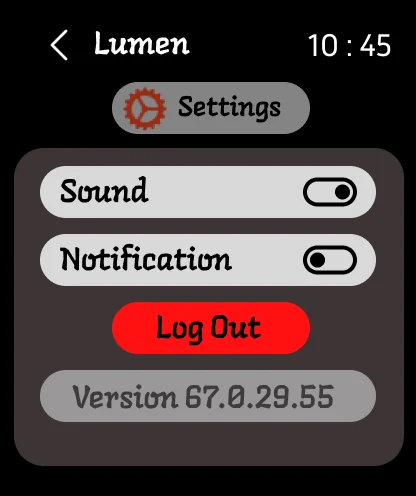 Lumen 10 : 45
Settings
Sound
Notification
Log Out
Version 67.0.29.55